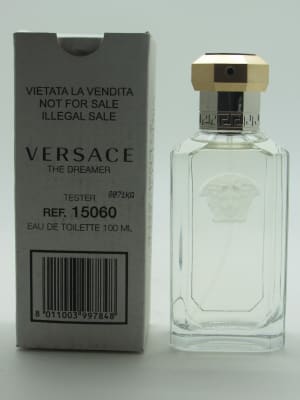 VIETATA LA VENDITA
NOT FOR SALE
ILLEGAL SALE
VERSACE
THE DREAMER
TESTER
REF. 15060
EAU DE TOILETTE 100 ML
8 011003 997848